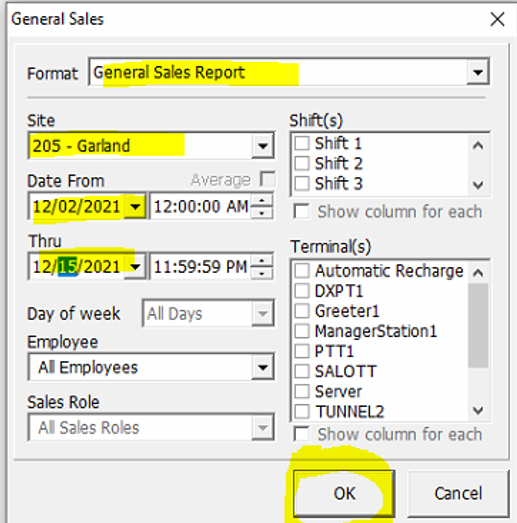 General Sales
Format General Sales Report
Site
205 - Garland
Date From Average
12/02/2021 12:00:00 AM
Thru
12/15/2021 11:59:59 PM
Day of week All Days
Employee
All Employees
Sales Role
All Sales Roles
Shift(s)
Shift 1
Shift 2
Shift 3
Show column for each
Terminal(s)
Automatic Recharge
DXPT1
Greeter1
ManagerStation1
PTT1
SALOTT
Server
TUNNEL2
Show column for each
OK Cancel